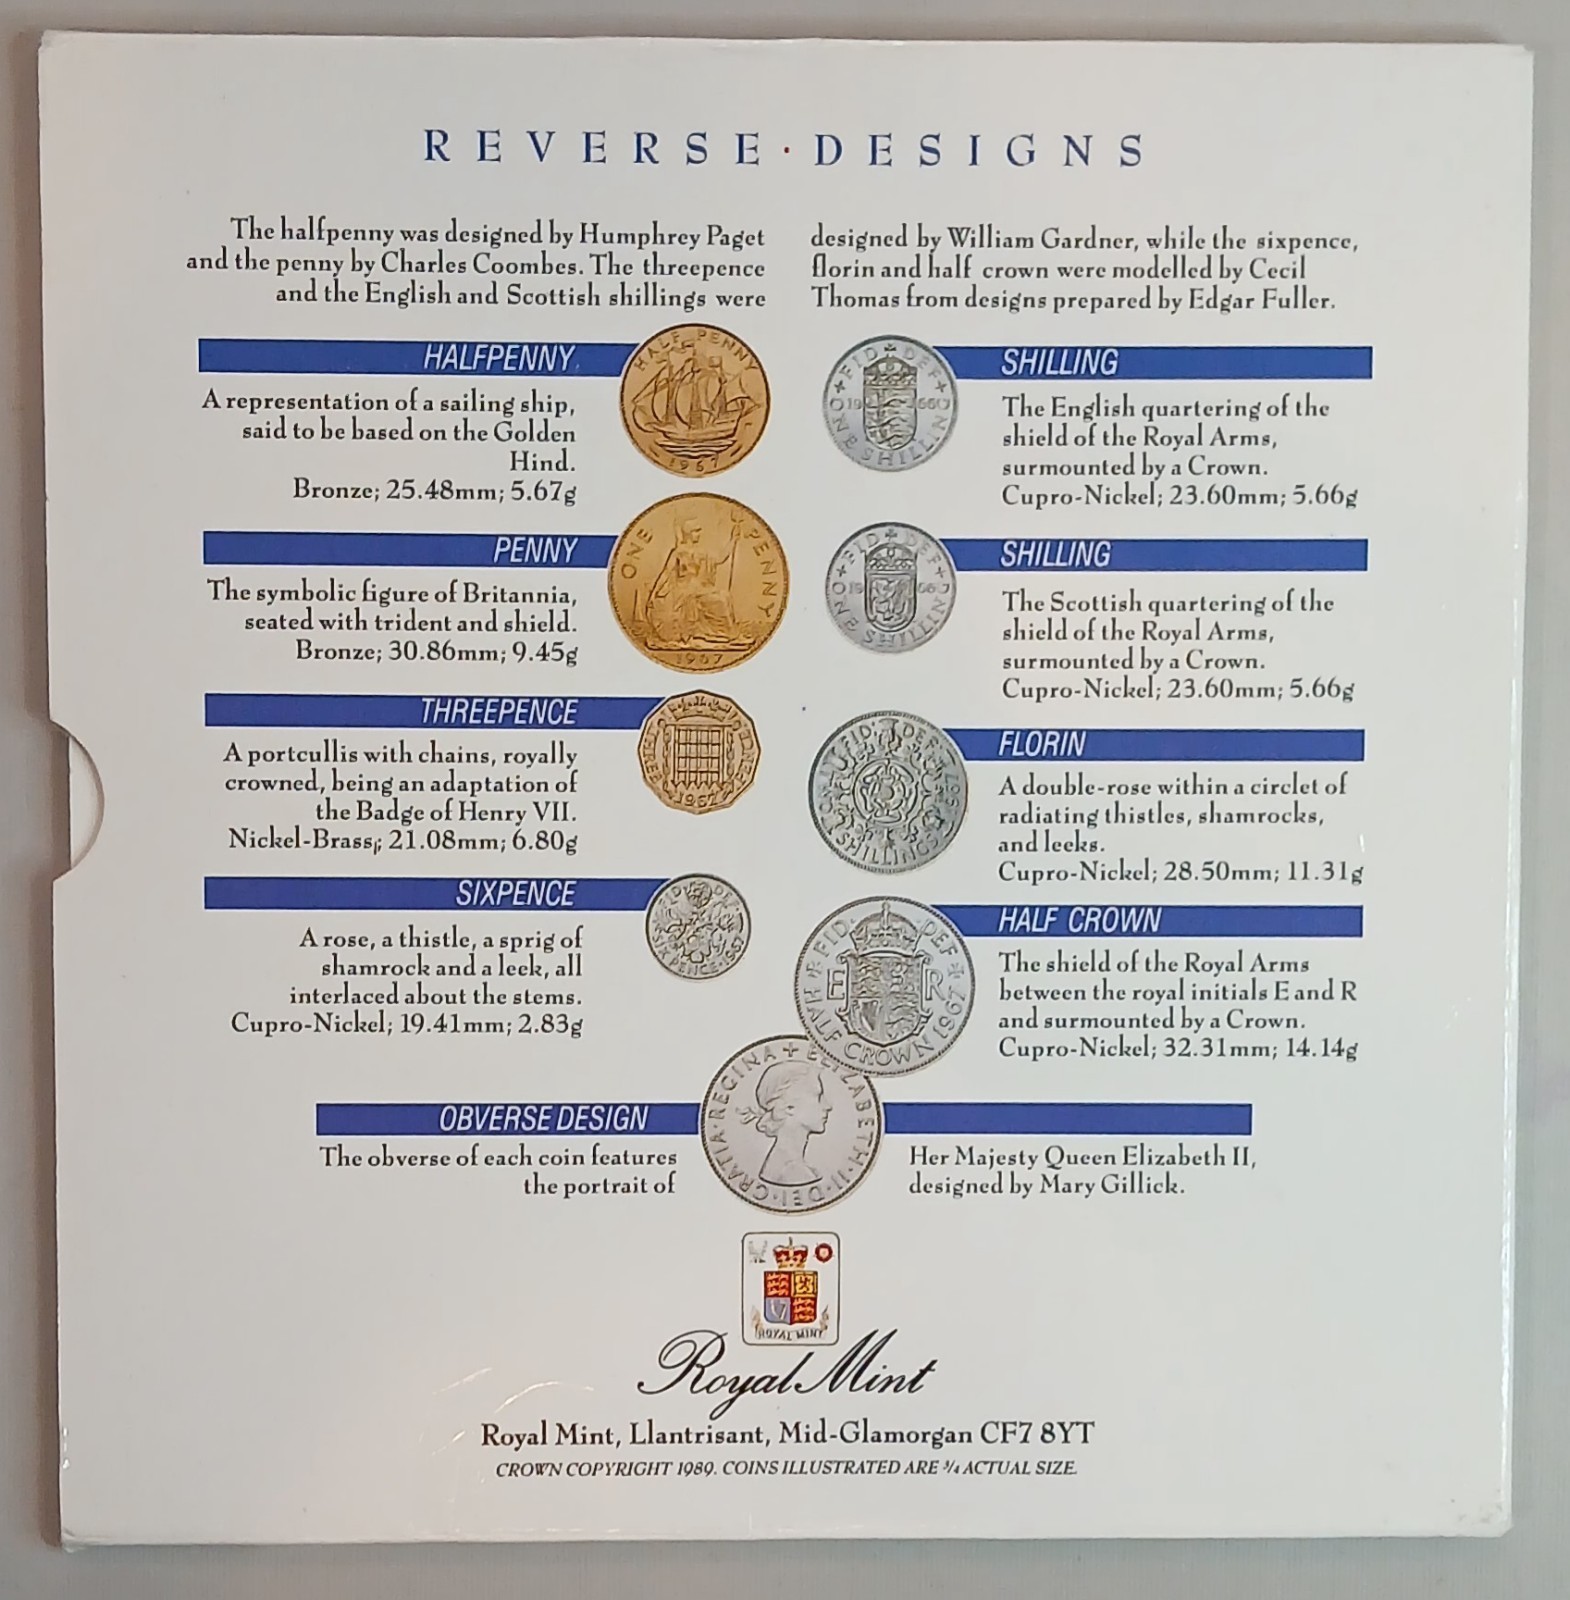 REVERSE·DESIGNS
The halfpenny was designed by Humphrey Paget
and the penny by Charles Coombes. The threepence
and the English and Scottish shillings were
designed by William Gardner, while the sixpence,
florin and half crown were modelled by Cecil
Thomas from designs prepared by Edgar Fuller.
HALFPENNY
A representation of a sailing ship,
said to be based on the Golden
Hind.
Bronze; 25.48mm; 5.67g
HALF PENNY
1967
PENNY
The symbolic figure of Britannia,
seated with trident and shield.
Bronze; 30.86mm; 9.45g
ONE PENNY
1967
THREEPENCE
A portcullis with chains, royally
crowned, being an adaptation of
the Badge of Henry VII.
Nickel-Brass; 21.08mm; 6.80g
1967
SIXPENCE
A rose, a thistle, a sprig of
shamrock and a leek, all
interlaced about the stems.
Cupro-Nickel; 19.41mm; 2.83g
SIX PENCE·1967
SHILLING
The English quartering of the
shield of the Royal Arms,
surmounted by a Crown.
Cupro-Nickel; 23.60mm; 5.66g
FID DEF
1966
ONE SHILLING
SHILLING
The Scottish quartering of the
shield of the Royal Arms,
surmounted by a Crown.
Cupro-Nickel; 23.60mm; 5.66g
FID DEF
1966
ONE SHILLING
FLORIN
A double-rose within a circlet of
radiating thistles, shamrocks,
and leeks.
Cupro-Nickel; 28.50mm; 11.31g
FID·DEF
SHILLINGS
HALF CROWN
The shield of the Royal Arms
between the royal initials E and R
and surmounted by a Crown.
Cupro-Nickel; 32.31mm; 14.14g
FID DEF
E R
HALF CROWN 1967
OBVERSE DESIGN
The obverse of each coin features
the portrait of
Her Majesty Queen Elizabeth II,
designed by Mary Gillick.
+ ELIZABETH·II·DEI·GRATIA·REGINA
ROYAL MINT
Royal Mint
Royal Mint, Llantrisant, Mid-Glamorgan CF7 8YT
CROWN COPYRIGHT 1989. COINS ILLUSTRATED ARE ¾ ACTUAL SIZE.